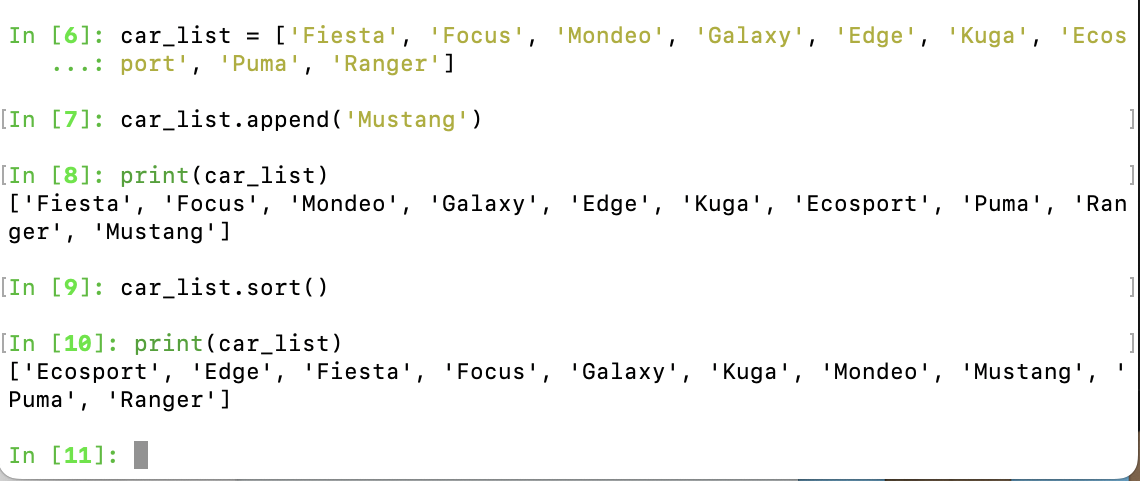 In [6]: car_list = ['Fiesta', 'Focus', 'Mondeo', 'Galaxy', 'Edge', 'Kuga', 'Ecos
   ...: port', 'Puma', 'Ranger']
[In [7]: car_list.append('Mustang') ]
[In [8]: print(car_list) ]
['Fiesta', 'Focus', 'Mondeo', 'Galaxy', 'Edge', 'Kuga', 'Ecosport', 'Puma', 'Ran
ger', 'Mustang']
[In [9]: car_list.sort() ]
[In [10]: print(car_list) ]
['Ecosport', 'Edge', 'Fiesta', 'Focus', 'Galaxy', 'Kuga', 'Mondeo', 'Mustang', '
Puma', 'Ranger']
In [11]: